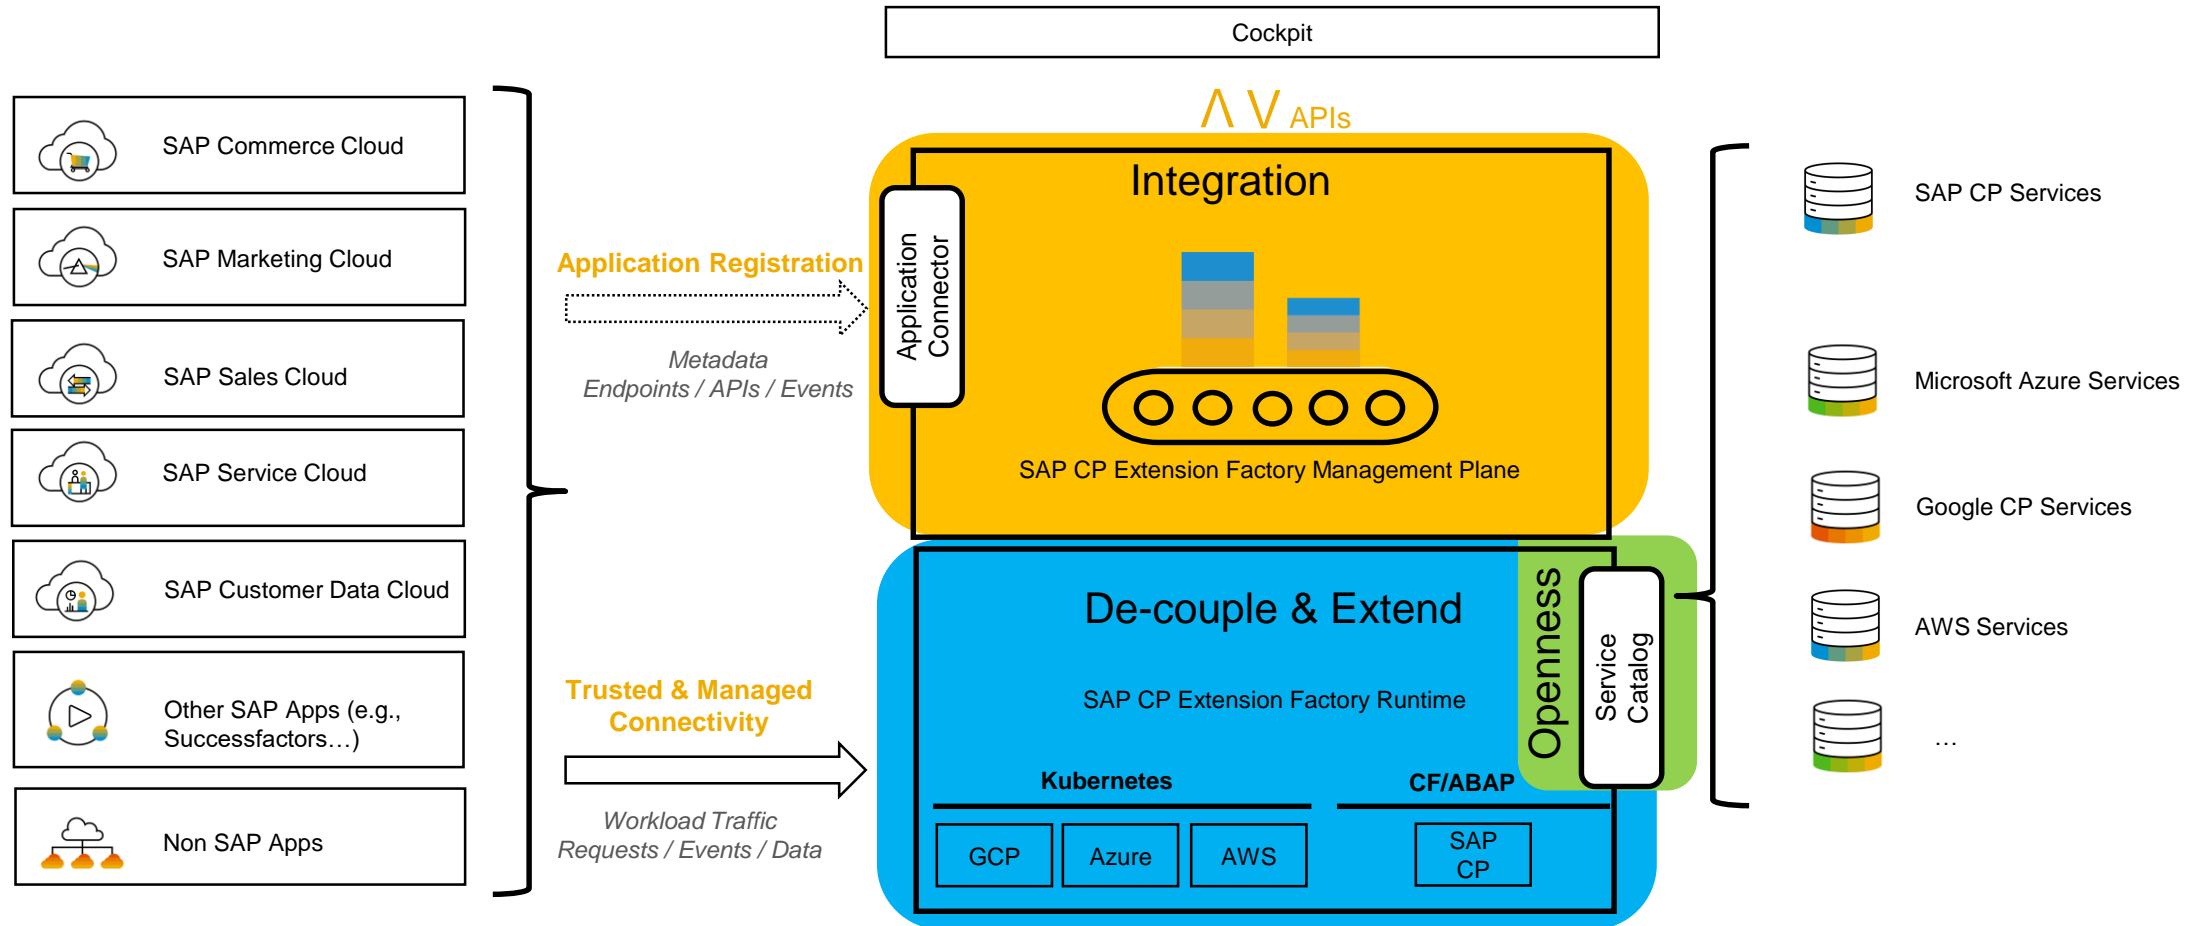 Cockpit
APIs
SAP Commerce Cloud
SAP Marketing Cloud
SAP Sales Cloud
SAP Service Cloud
SAP Customer Data Cloud
Other SAP Apps (e.g.,
Successfactors…)
Non SAP Apps
Application Registration
Metadata
Endpoints / APIs / Events
Trusted & Managed
Connectivity
Workload Traffic
Requests / Events / Data
Integration
Application
Connector
SAP CP Extension Factory Management Plane
De-couple & Extend
SAP CP Extension Factory Runtime
Openness
Service
Catalog
Kubernetes
GCP
Azure
AWS
CF/ABAP
SAP
CP
SAP CP Services
Microsoft Azure Services
Google CP Services
AWS Services
…